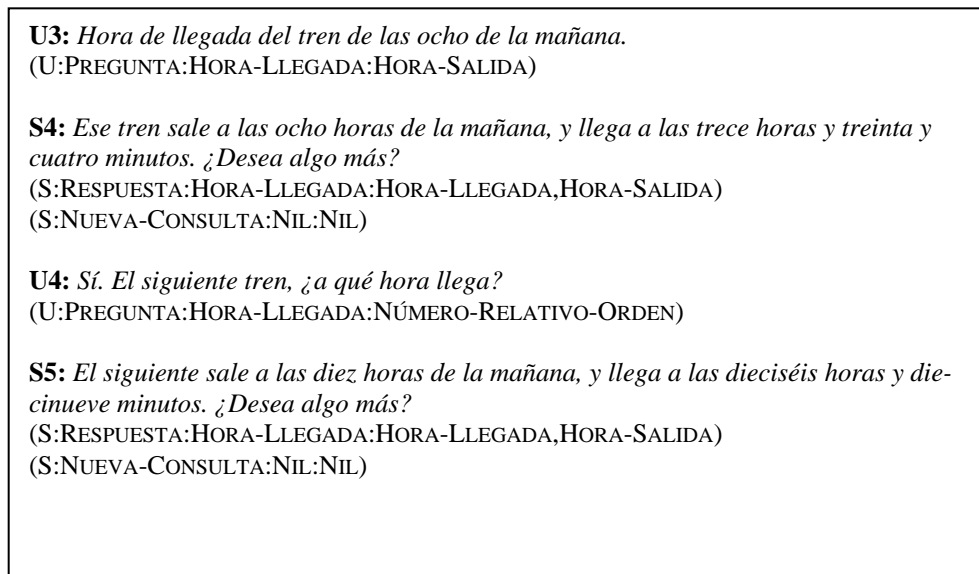 U3: Hora de llegada del tren de las ocho de la mañana.
(U:PREGUNTA:HORA-LLEGADA:HORA-SALIDA)
S4: Ese tren sale a las ocho horas de la mañana, y llega a las trece horas y treinta y
cuatro minutos. ¿Desea algo más?
(S:RESPUESTA:HORA-LLEGADA:HORA-LLEGADA,HORA-SALIDA)
(S:NUEVA-CONSULTA:NIL:NIL)
U4: Sí. El siguiente tren, ¿a qué hora llega?
(U:PREGUNTA:HORA-LLEGADA:NÚMERO-RELATIVO-ORDEN)
S5: El siguiente sale a las diez horas de la mañana, y llega a las dieciséis horas y die-
cinueve minutos. ¿Desea algo más?
(S:RESPUESTA:HORA-LLEGADA:HORA-LLEGADA,HORA-SALIDA)
(S:NUEVA-CONSULTA:NIL:NIL)